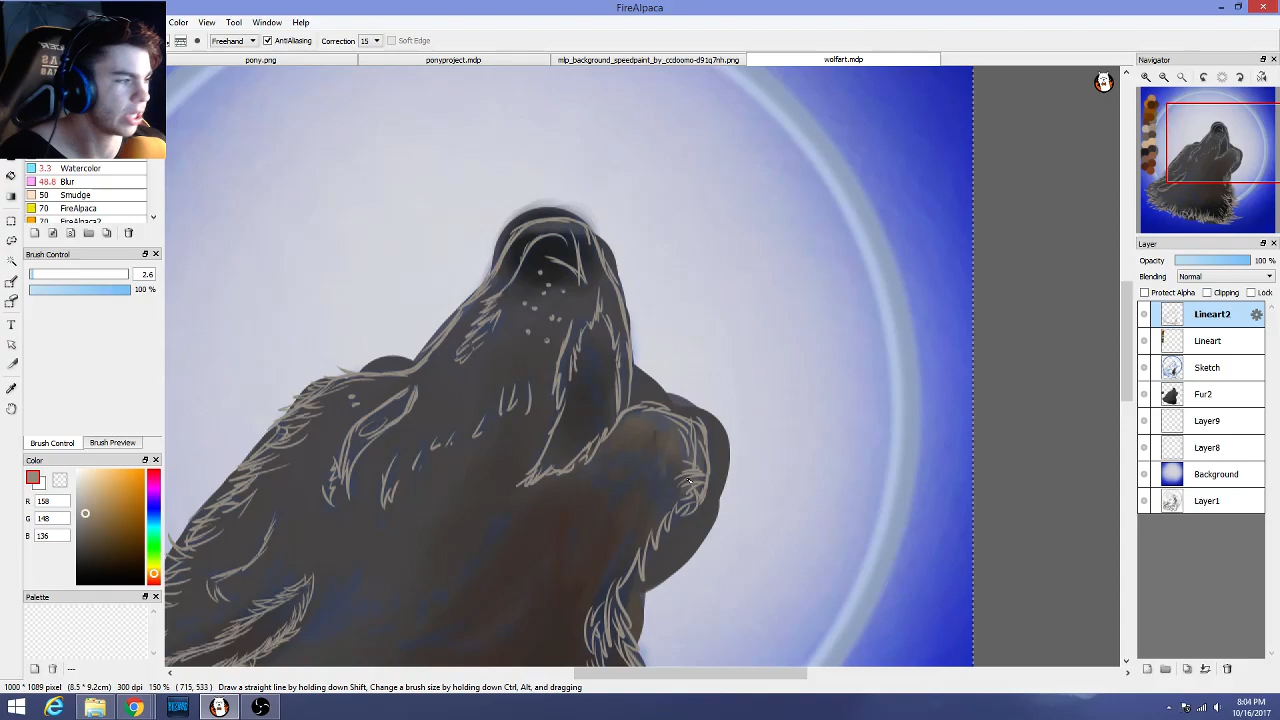 FireAlpaca
Color View Tool Window Help
Freehand AntiAliasing Correction 15 Soft Edge
pony.png ponyproject.mdp mlp_background_speedpaint_by_ccdoomo-d91q7nh.png wolfart.mdp
Navigator
3.3 Watercolor
48.8 Blur
50 Smudge
70 FireAlpaca
70 FireAlpaca2
Brush Control
2.6
100 %
Brush Control Brush Preview
Color
R 158
G 148
B 136
Palette
---
Layer
Opacity 100 %
Blending Normal
Protect Alpha Clipping Lock
Lineart2
Lineart
Sketch
Fur2
Layer9
Layer8
Background
Layer1
1000 * 1089 pixel (8.5 * 9.2cm) 300 dpi 150 % ( 715, 533 ) Draw a straight line by holding down Shift, Change a brush size by holding down Ctrl, Alt, and dragging
8:04 PM
10/16/2017